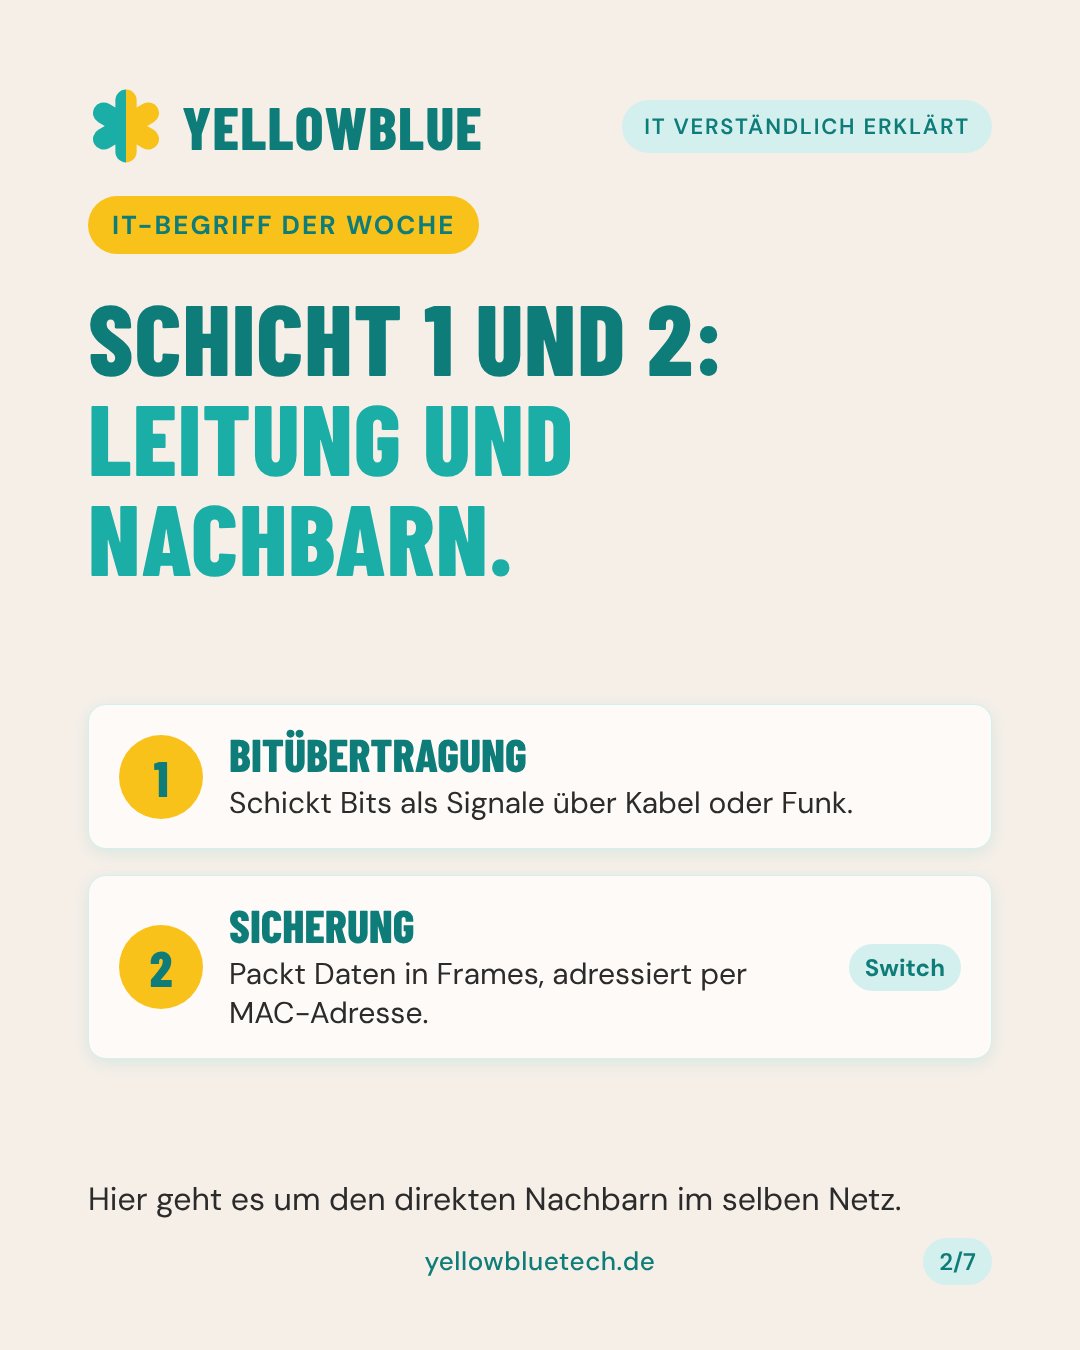 YELLOWBLUE
IT VERSTÄNDLICH ERKLÄRT
IT-BEGRIFF DER WOCHE
SCHICHT 1 UND 2:
LEITUNG UND
NACHBARN.
1
BITÜBERTRAGUNG
Schickt Bits als Signale über Kabel oder Funk.
2
SICHERUNG
Packt Daten in Frames, adressiert per
MAC-Adresse.
Switch
Hier geht es um den direkten Nachbarn im selben Netz.
yellowbluetech.de
2/7